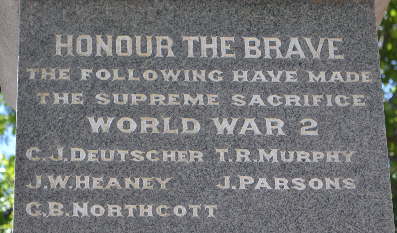 HONOUR THE BRAVE
THE FOLLOWING HAVE MADE
THE SUPREME SACRIFICE
WORLD WAR 2
C.J.DEUTSCHER T.R.MURPHY
J.W.HEANEY J.PARSONS
G.B.NORTHCOTT